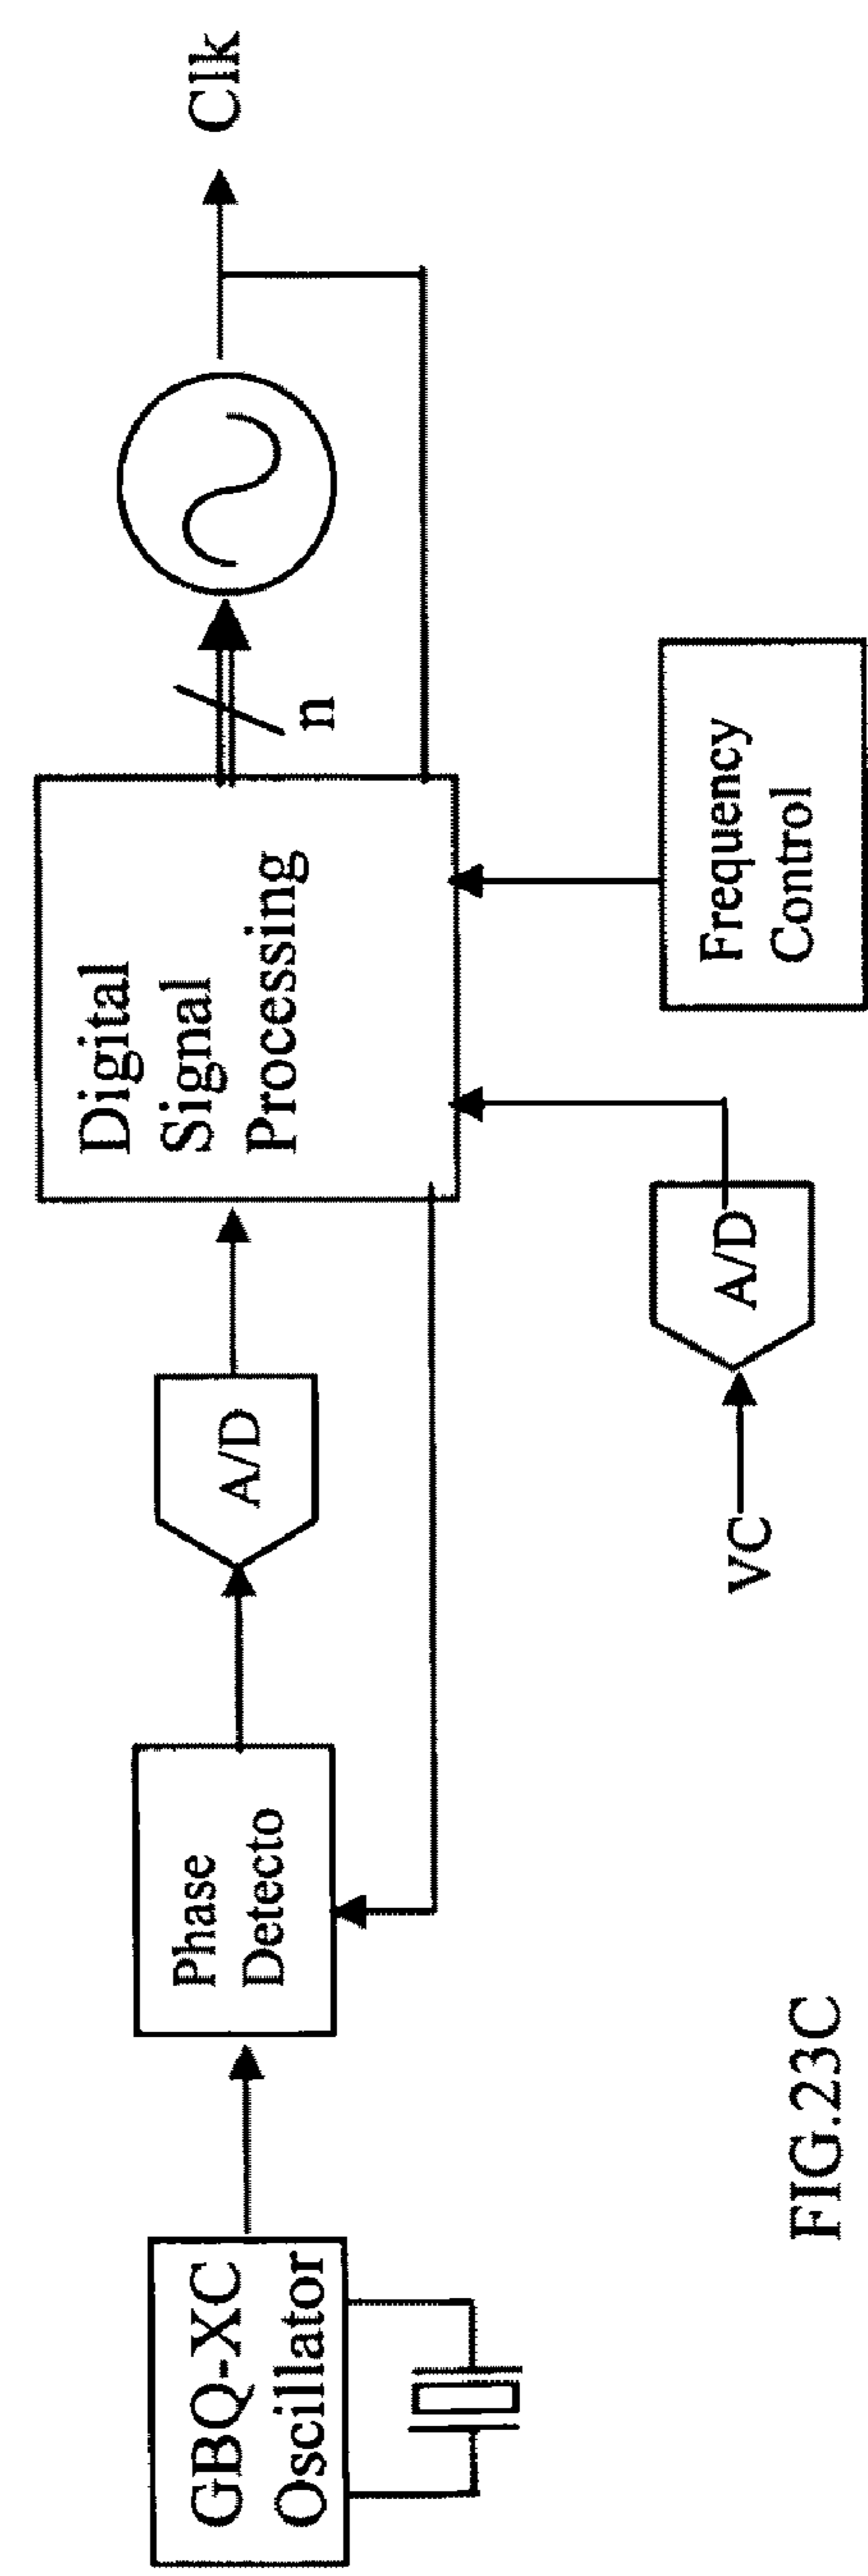 GBQ-XC
Oscillator
Phase
Detecto
A/D
Digital
Signal
Processing
n
Clk
VC
A/D
Frequency
Control
FIG.23C